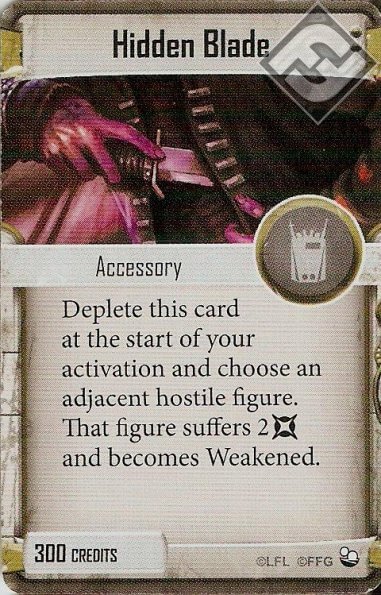 Hidden Blade
Accessory
Deplete this card
at the start of your
activation and choose an
adjacent hostile figure.
That figure suffers 2
and becomes Weakened.
300 CREDITS
©LFL ©FFG